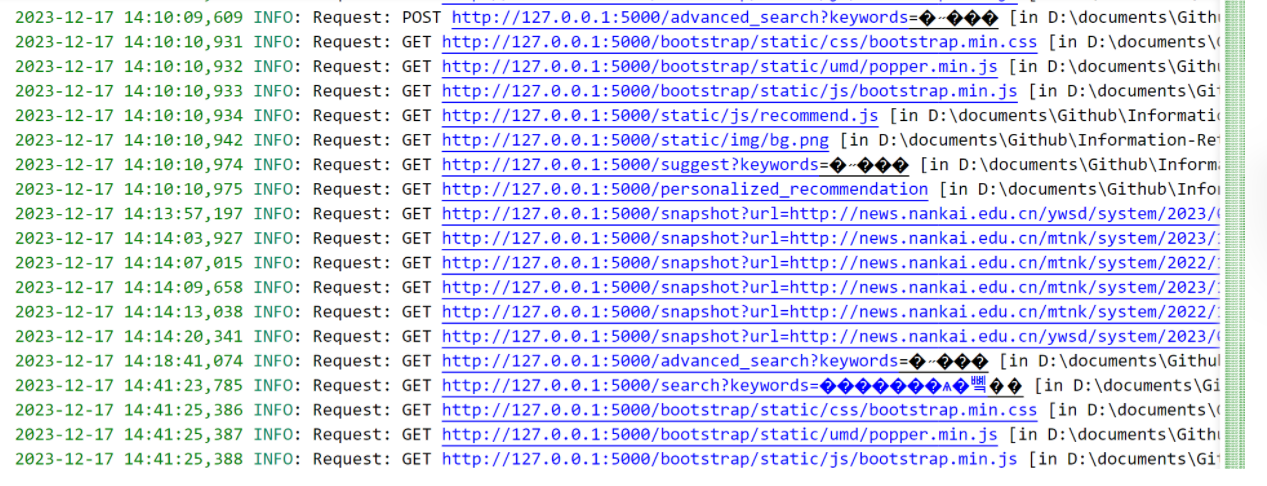 2023-12-17 14:10:09,609 INFO: Request: POST http://127.0.0.1:5000/advanced_search?keywords=�˶��� [in D:\documents\Gith
2023-12-17 14:10:10,931 INFO: Request: GET http://127.0.0.1:5000/bootstrap/static/css/bootstrap.min.css [in D:\documents\
2023-12-17 14:10:10,932 INFO: Request: GET http://127.0.0.1:5000/bootstrap/static/umd/popper.min.js [in D:\documents\Gith
2023-12-17 14:10:10,933 INFO: Request: GET http://127.0.0.1:5000/bootstrap/static/js/bootstrap.min.js [in D:\documents\Gi
2023-12-17 14:10:10,934 INFO: Request: GET http://127.0.0.1:5000/static/js/recommend.js [in D:\documents\Github\Informati
2023-12-17 14:10:10,942 INFO: Request: GET http://127.0.0.1:5000/static/img/bg.png [in D:\documents\Github\Information-Re
2023-12-17 14:10:10,974 INFO: Request: GET http://127.0.0.1:5000/suggest?keywords=�˶��� [in D:\documents\Github\Inform
2023-12-17 14:10:10,975 INFO: Request: GET http://127.0.0.1:5000/personalized_recommendation [in D:\documents\Github\Info
2023-12-17 14:13:57,197 INFO: Request: GET http://127.0.0.1:5000/snapshot?url=http://news.nankai.edu.cn/ywsd/system/2023/
2023-12-17 14:14:03,927 INFO: Request: GET http://127.0.0.1:5000/snapshot?url=http://news.nankai.edu.cn/mtnk/system/2023/
2023-12-17 14:14:07,015 INFO: Request: GET http://127.0.0.1:5000/snapshot?url=http://news.nankai.edu.cn/mtnk/system/2022/
2023-12-17 14:14:09,658 INFO: Request: GET http://127.0.0.1:5000/snapshot?url=http://news.nankai.edu.cn/mtnk/system/2023/
2023-12-17 14:14:13,038 INFO: Request: GET http://127.0.0.1:5000/snapshot?url=http://news.nankai.edu.cn/mtnk/system/2022/
2023-12-17 14:14:20,341 INFO: Request: GET http://127.0.0.1:5000/snapshot?url=http://news.nankai.edu.cn/ywsd/system/2023/
2023-12-17 14:18:41,074 INFO: Request: GET http://127.0.0.1:5000/advanced_search?keywords=�˶��� [in D:\documents\Githu
2023-12-17 14:41:23,785 INFO: Request: GET http://127.0.0.1:5000/search?keywords=�������ѧ�뻭�� [in D:\documents\Gi
2023-12-17 14:41:25,386 INFO: Request: GET http://127.0.0.1:5000/bootstrap/static/css/bootstrap.min.css [in D:\documents\
2023-12-17 14:41:25,387 INFO: Request: GET http://127.0.0.1:5000/bootstrap/static/umd/popper.min.js [in D:\documents\Gith
2023-12-17 14:41:25,388 INFO: Request: GET http://127.0.0.1:5000/bootstrap/static/js/bootstrap.min.js [in D:\documents\Gi